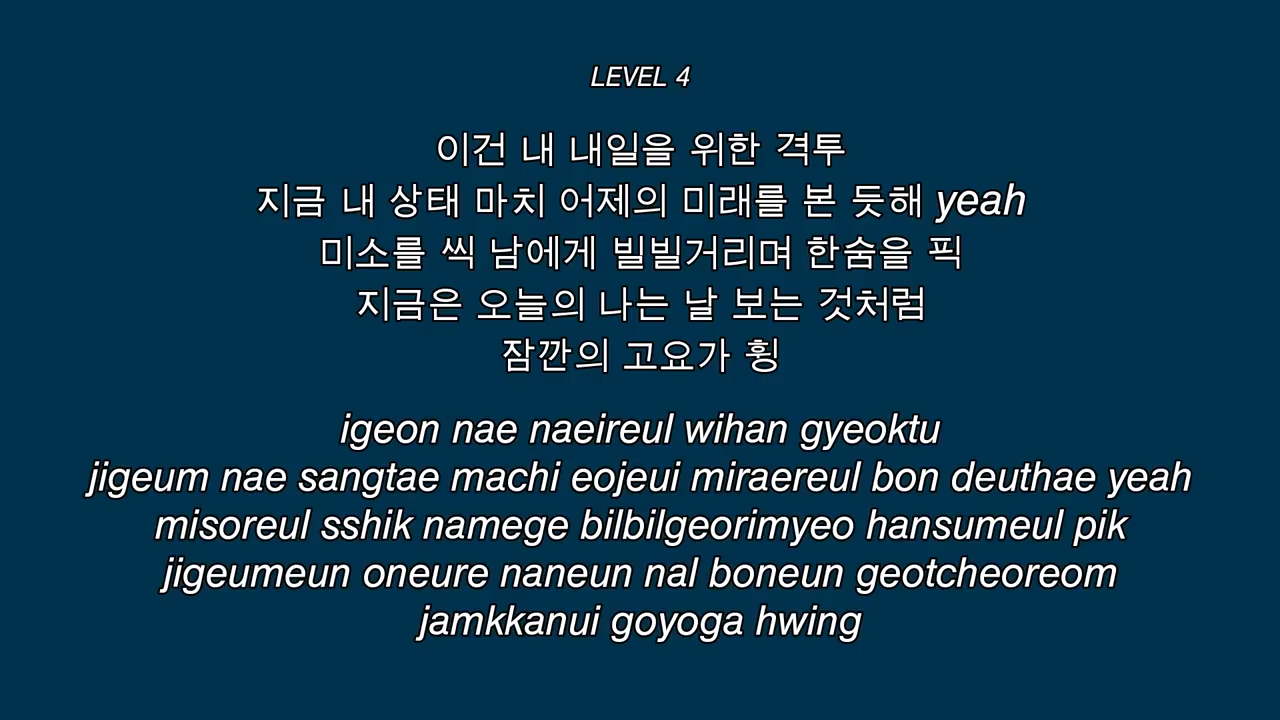 LEVEL 4
이건 내 내일을 위한 격투
지금 내 상태 마치 어제의 미래를 본 듯해 yeah
미소를 씩 남에게 빌빌거리며 한숨을 픽
지금은 오늘의 나는 날 보는 것처럼
잠깐의 고요가 휑
igeon nae naeireul wihan gyeoktu
jigeum nae sangtae machi eojeui miraereul bon deuthae yeah
misoreul sshik namege bilbilgeorimyeo hansumeul pik
jigeumeun oneure naneun nal boneun geotcheoreom
jamkkanui goyoga hwing